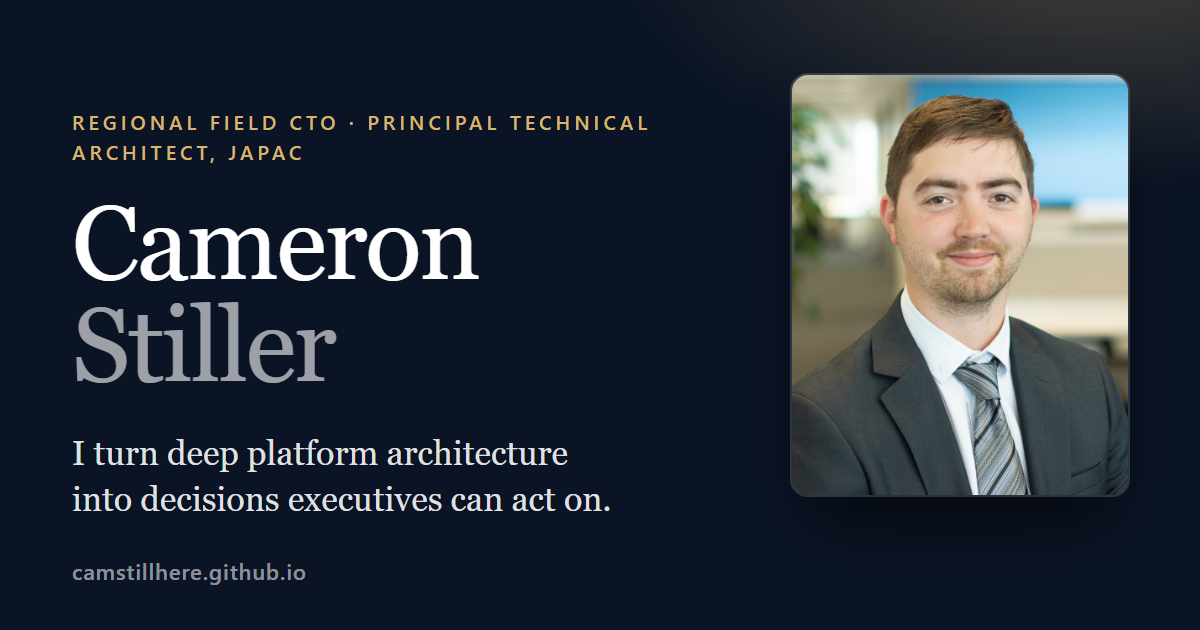 REGIONAL FIELD CTO · PRINCIPAL TECHNICAL
ARCHITECT, JAPAC
Cameron
Stiller
I turn deep platform architecture
into decisions executives can act on.
camstillhere.github.io